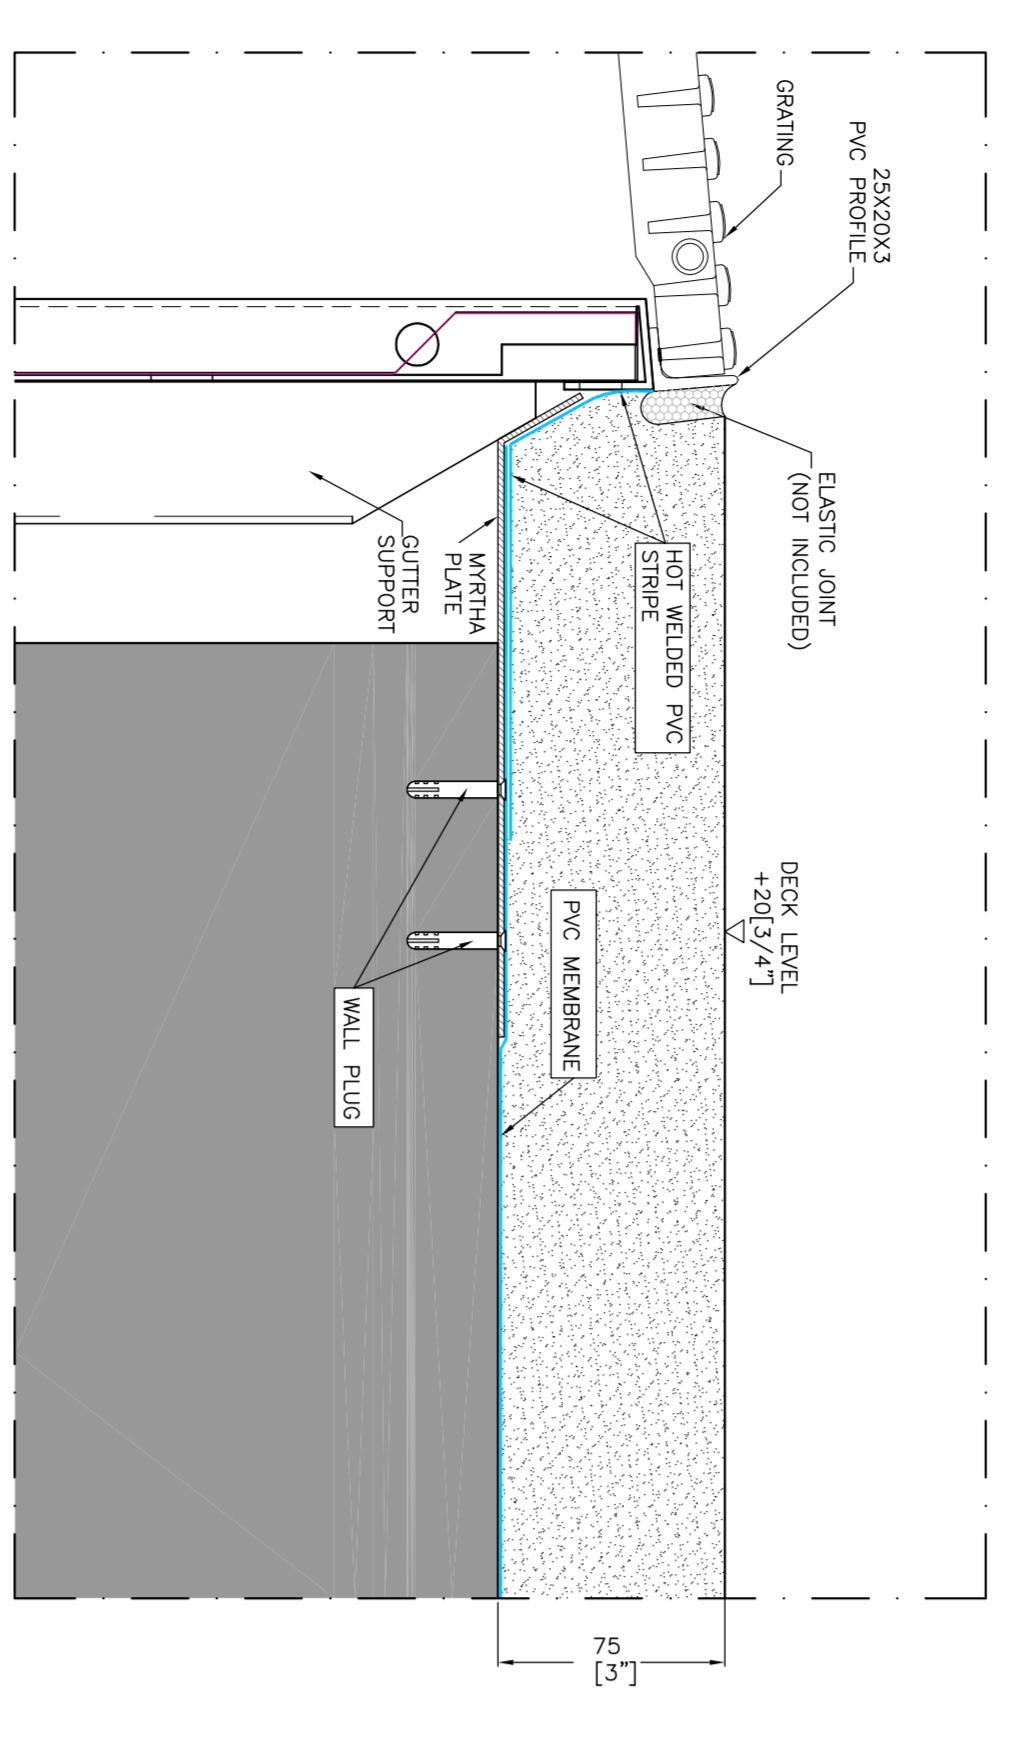 25X20X3
PVC PROFILE
GRATING
ELASTIC JOINT
(NOT INCLUDED)
HOT WELDED PVC
STRIPE
MYRTHA
PLATE
GUTTER
SUPPORT
DECK LEVEL
+20[3/4"]
PVC MEMBRANE
WALL PLUG
75
[3"]